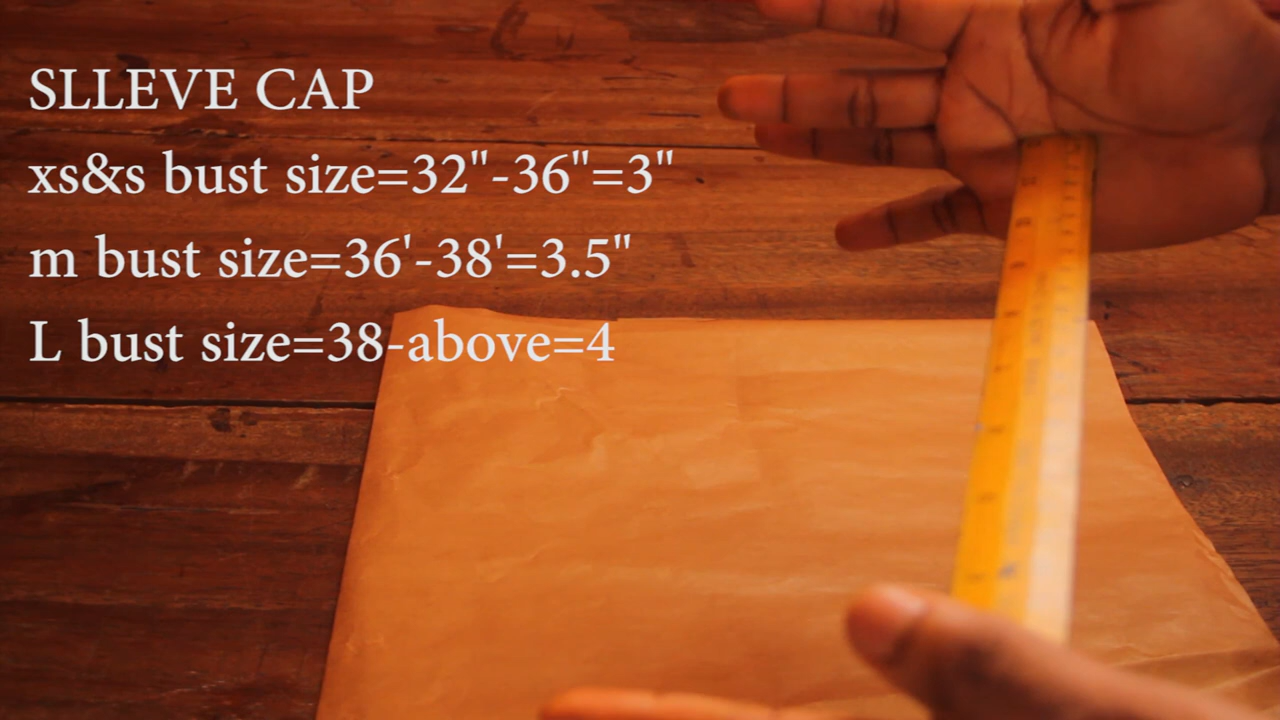 SLLEVE CAP
xs&s bust size=32"-36"=3"
m bust size=36'-38'=3.5"
L bust size=38-above=4